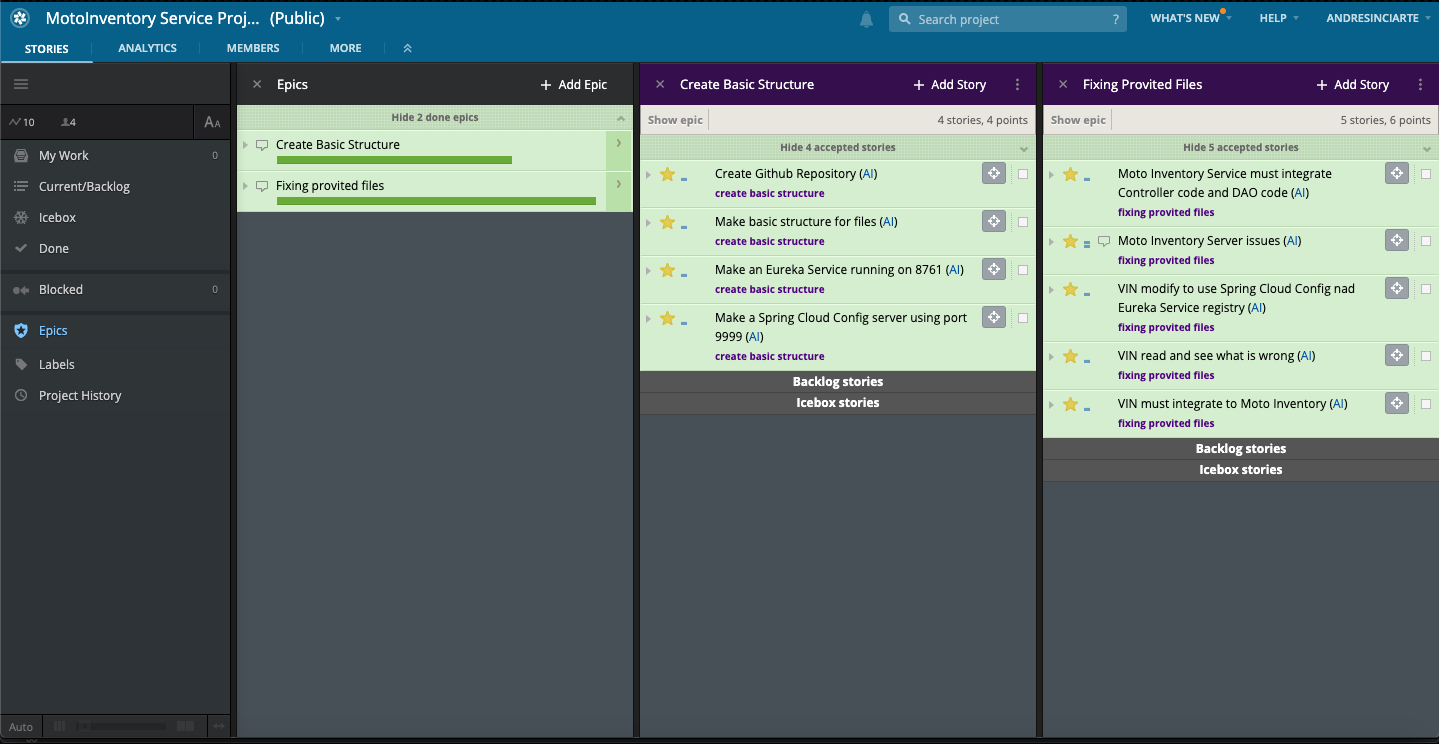 MotoInventory Service Proj... (Public)
Search project
?
WHAT'S NEW
HELP
ANDRESINCIARTE
STORIES
ANALYTICS
MEMBERS
MORE
10
4
AA
My Work
0
Current/Backlog
Icebox
Done
Blocked
0
Epics
Labels
Project History
Auto
Epics
+ Add Epic
Hide 2 done epics
Create Basic Structure
Fixing provited files
Create Basic Structure
+ Add Story
Show epic
4 stories, 4 points
Hide 4 accepted stories
Create Github Repository (AI)
create basic structure
Make basic structure for files (AI)
create basic structure
Make an Eureka Service running on 8761 (AI)
create basic structure
Make a Spring Cloud Config server using port
9999 (AI)
create basic structure
Backlog stories
Icebox stories
Fixing Provited Files
+ Add Story
Show epic
5 stories, 6 points
Hide 5 accepted stories
Moto Inventory Service must integrate
Controller code and DAO code (AI)
fixing provited files
Moto Inventory Server issues (AI)
fixing provited files
VIN modify to use Spring Cloud Config nad
Eureka Service registry (AI)
fixing provited files
VIN read and see what is wrong (AI)
fixing provited files
VIN must integrate to Moto Inventory (AI)
fixing provited files
Backlog stories
Icebox stories